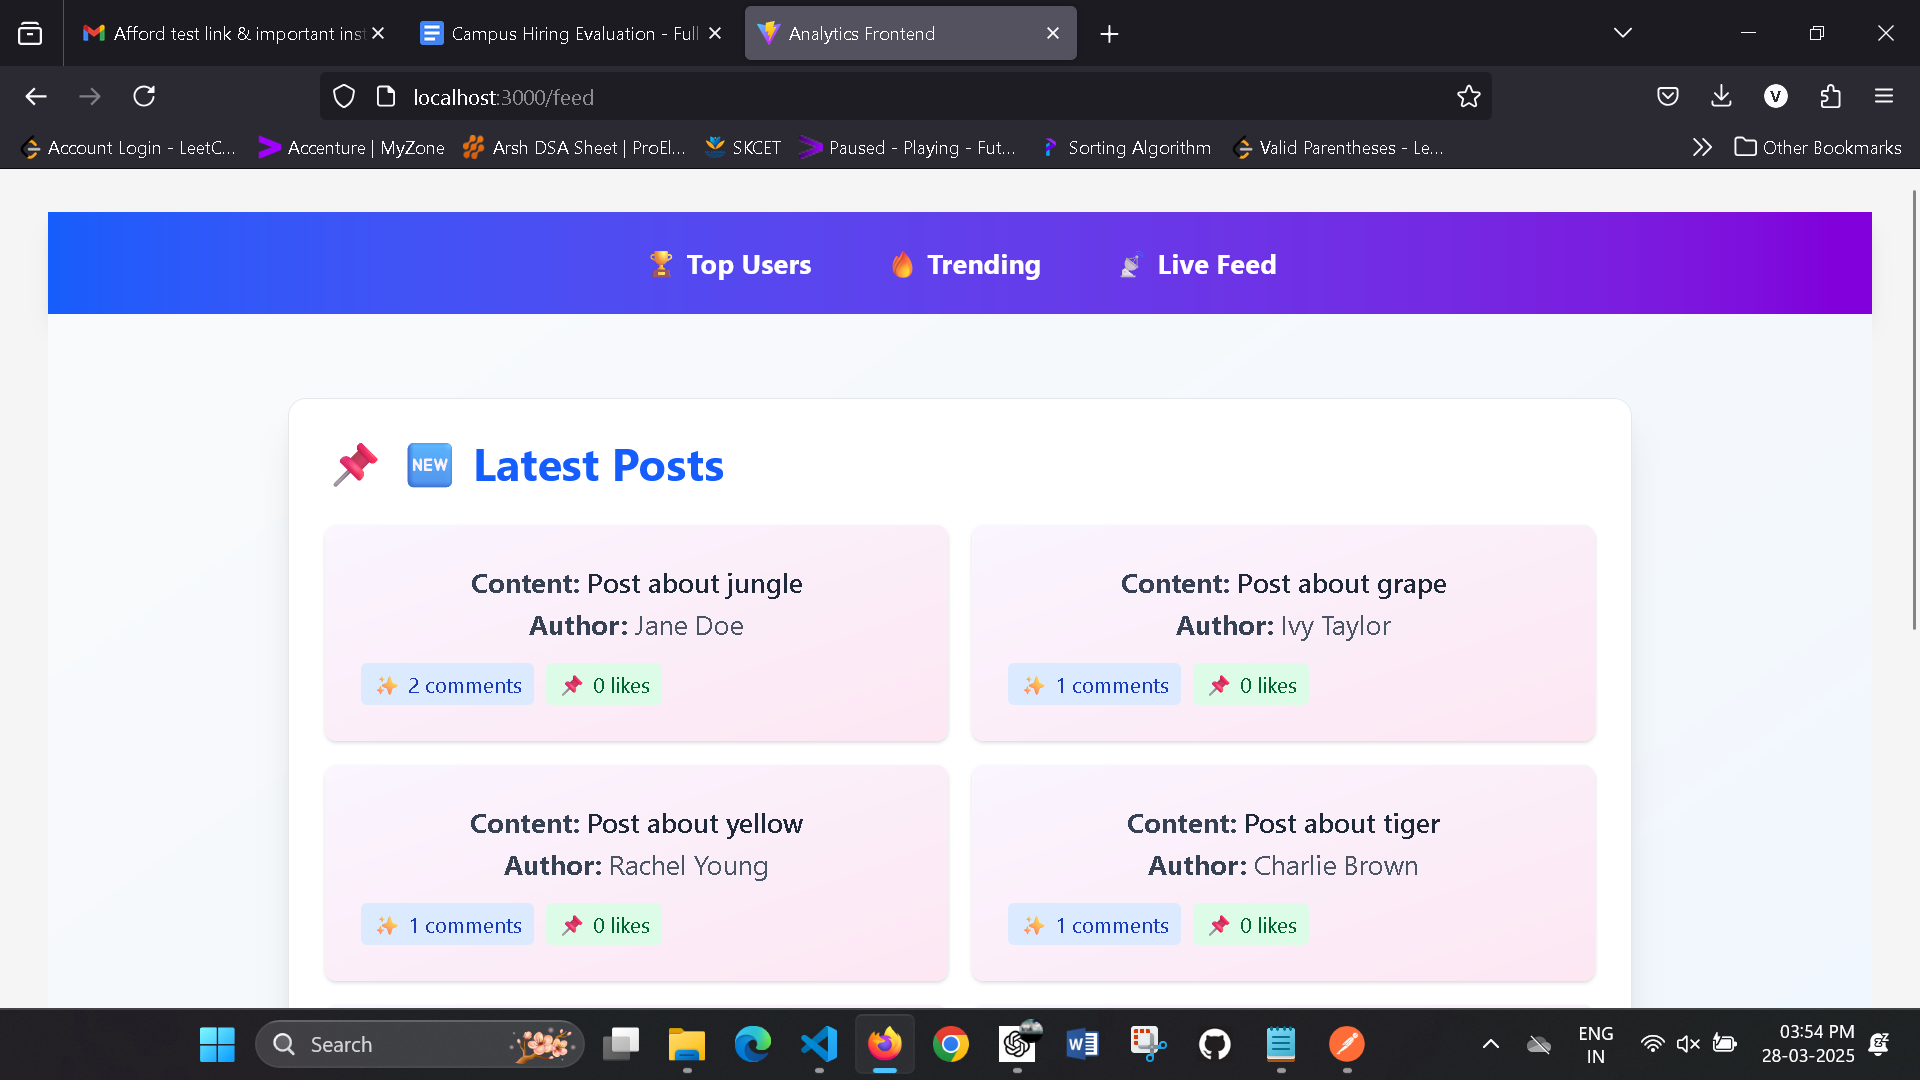 Afford test link & important inst
Campus Hiring Evaluation - Full
Analytics Frontend
localhost:3000/feed
V
Account Login - LeetC...
Accenture | MyZone
Arsh DSA Sheet | ProEl...
SKCET
Paused - Playing - Fut...
Sorting Algorithm
Valid Parentheses - Le...
Other Bookmarks
Top Users
Trending
Live Feed
NEW Latest Posts
Content: Post about jungle
Author: Jane Doe
2 comments
0 likes
Content: Post about grape
Author: Ivy Taylor
1 comments
0 likes
Content: Post about yellow
Author: Rachel Young
1 comments
0 likes
Content: Post about tiger
Author: Charlie Brown
1 comments
0 likes
Search
ENG
IN
03:54 PM
28-03-2025